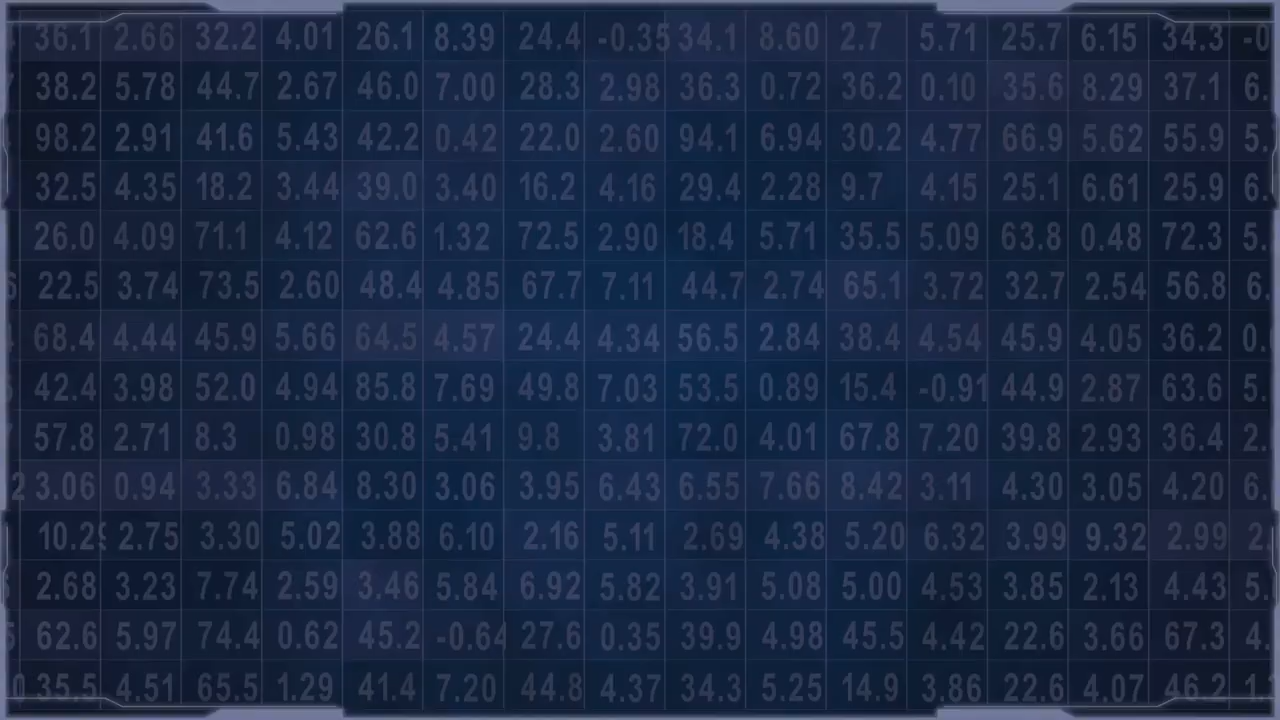 36.1 2.66 32.2 4.01 26.1 8.39 24.4 -0.35 34.1 8.60 2.7 5.71 25.7 6.15 34.3 -0
38.2 5.78 44.7 2.67 46.0 7.00 28.3 2.98 36.3 0.72 36.2 0.10 35.6 8.29 37.1 6.
98.2 2.91 41.6 5.43 42.2 0.42 22.0 2.60 94.1 6.94 30.2 4.77 66.9 5.62 55.9 5.
32.5 4.35 18.2 3.44 39.0 3.40 16.2 4.16 29.4 2.28 9.7 4.15 25.1 6.61 25.9 6.
26.0 4.09 71.1 4.12 62.6 1.32 72.5 2.90 18.4 5.71 35.5 5.09 63.8 0.48 72.3 5.
22.5 3.74 73.5 2.60 48.4 4.85 67.7 7.11 44.7 2.74 65.1 3.72 32.7 2.54 56.8 6.
68.4 4.44 45.9 5.66 64.5 4.57 24.4 4.34 56.5 2.84 38.4 4.54 45.9 4.05 36.2 0.
42.4 3.98 52.0 4.94 85.8 7.69 49.8 7.03 53.5 0.89 15.4 -0.91 44.9 2.87 63.6 5.
57.8 2.71 8.3 0.98 30.8 5.41 9.8 3.81 72.0 4.01 67.8 7.20 39.8 2.93 36.4 2.
2 3.06 0.94 3.33 6.84 8.30 3.06 3.95 6.43 6.55 7.66 8.42 3.11 4.30 3.05 4.20 6.
10.29 2.75 3.30 5.02 3.88 6.10 2.16 5.11 2.69 4.38 5.20 6.32 3.99 9.32 2.99 2.
2.68 3.23 7.74 2.59 3.46 5.84 6.92 5.82 3.91 5.08 5.00 4.53 3.85 2.13 4.43 5.
62.6 5.97 74.4 0.62 45.2 -0.64 27.6 0.35 39.9 4.98 45.5 4.42 22.6 3.66 67.3 4.
0 35.5 4.51 65.5 1.29 41.4 7.20 44.8 4.37 34.3 5.25 14.9 3.86 22.6 4.07 46.2 1.